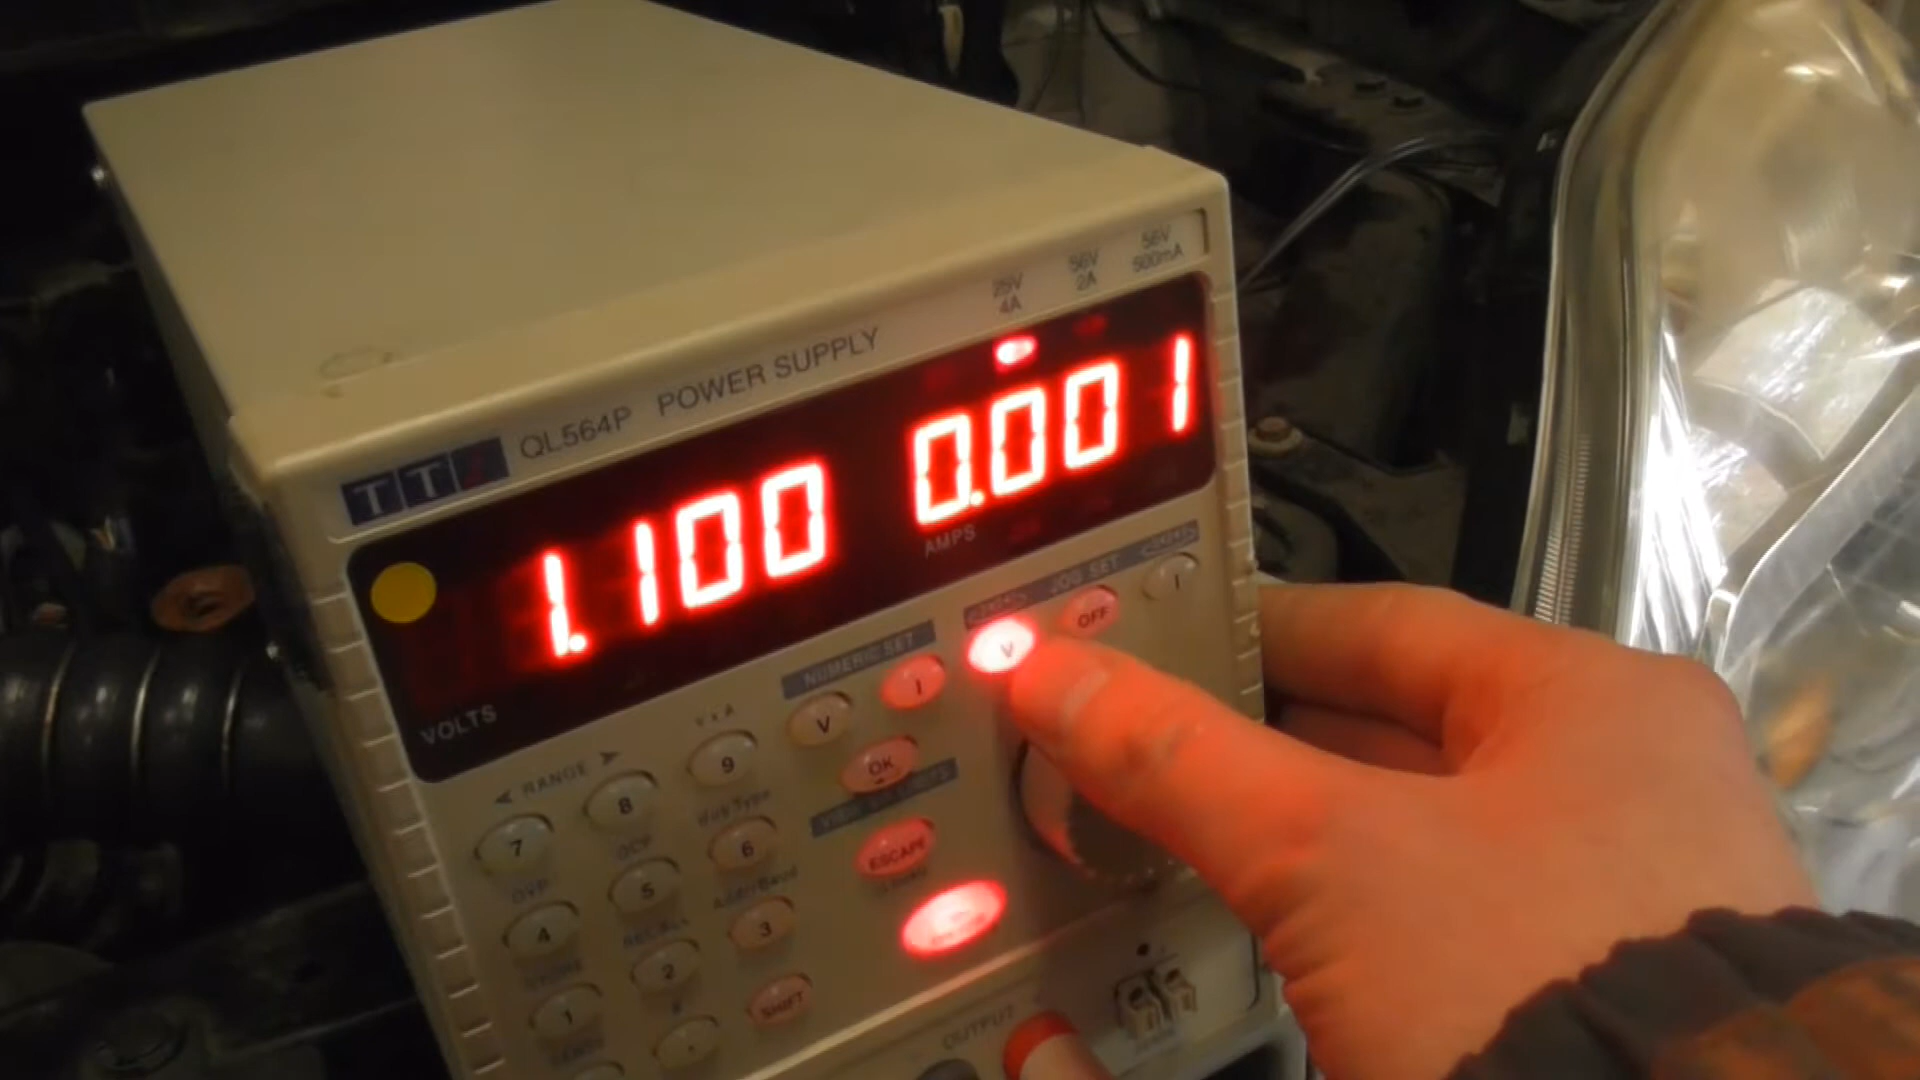 25V 4A
56V 2A
56V 500mA
TTi QL564P POWER SUPPLY
1.100 0.001
VOLTS
AMPS
NUMERIC SET
JOG SET
V I
V OFF I
RANGE
V x A
7 8 9
OK
OVP OCP
4 5 6
ESCAPE
RECALL
1 2 3
SHIFT
OUTPUT